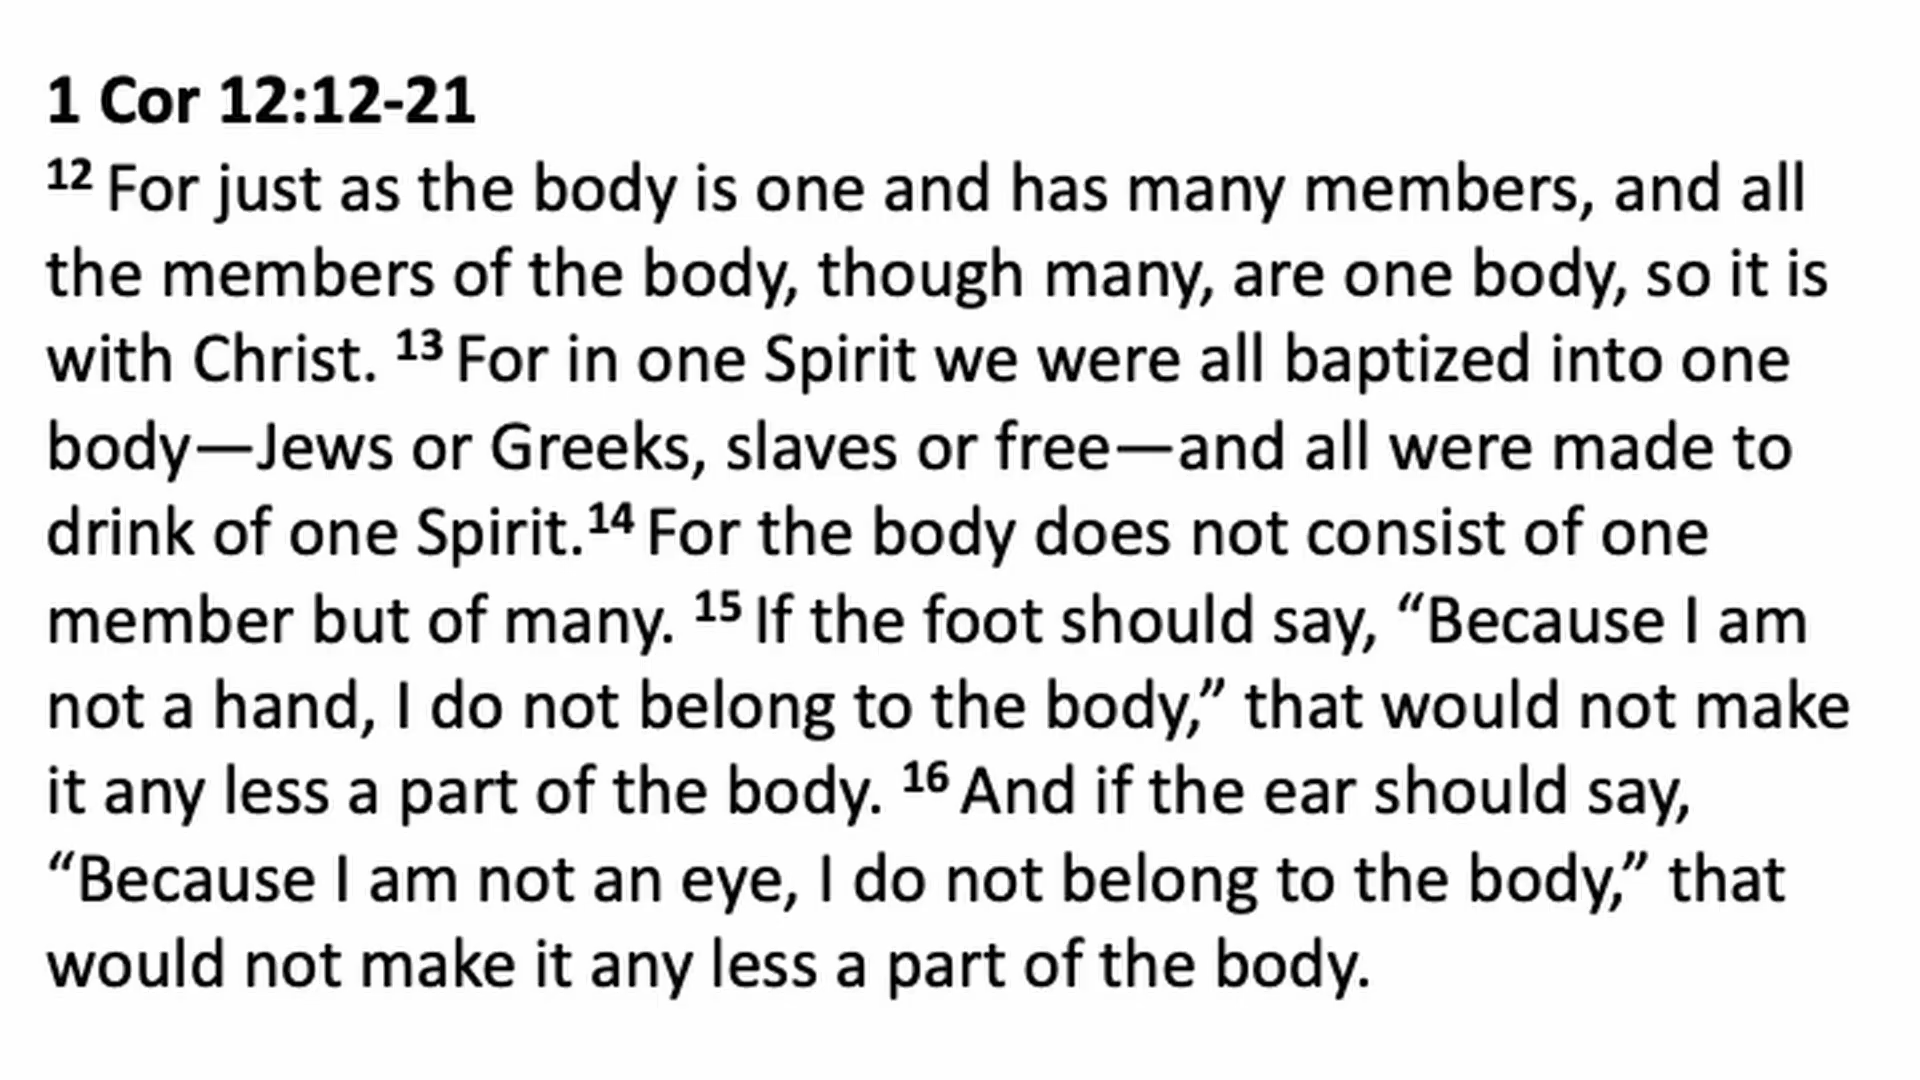 1 Cor 12:12-21
12 For just as the body is one and has many members, and all
the members of the body, though many, are one body, so it is
with Christ. 13 For in one Spirit we were all baptized into one
body—Jews or Greeks, slaves or free—and all were made to
drink of one Spirit.14 For the body does not consist of one
member but of many. 15 If the foot should say, “Because I am
not a hand, I do not belong to the body,” that would not make
it any less a part of the body. 16 And if the ear should say,
“Because I am not an eye, I do not belong to the body,” that
would not make it any less a part of the body.